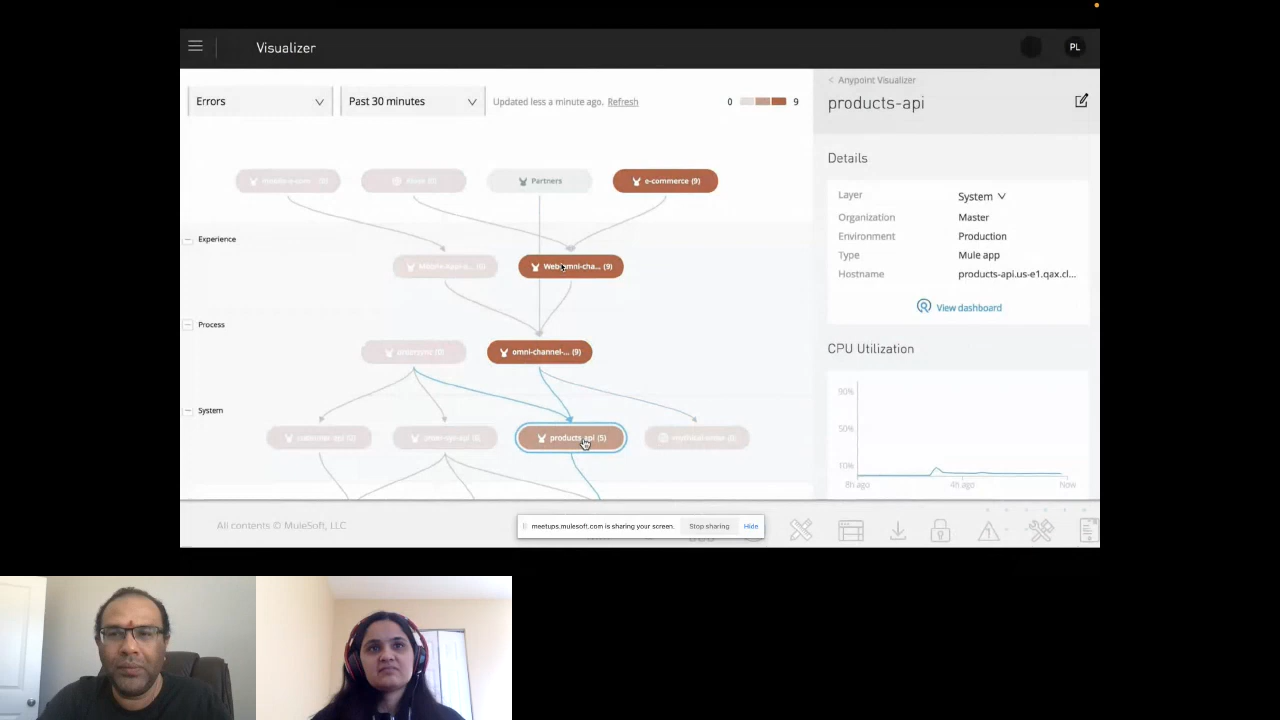 Visualizer
PL
Errors
Past 30 minutes
Updated less a minute ago. Refresh
0
9
Anypoint Visualizer
products-api
Partners
e-commerce (9)
Details
Layer
System
Organization
Master
Environment
Production
Type
Mule app
Hostname
products-api.us-e1.qax.cl...
View dashboard
Experience
Web omni-cha... (9)
Process
omni-channel-... (9)
System
products-api (5)
CPU Utilization
90%
50%
10%
8h ago
4h ago
Now
All contents © MuleSoft, LLC
meetups.mulesoft.com is sharing your screen.
Stop sharing
Hide